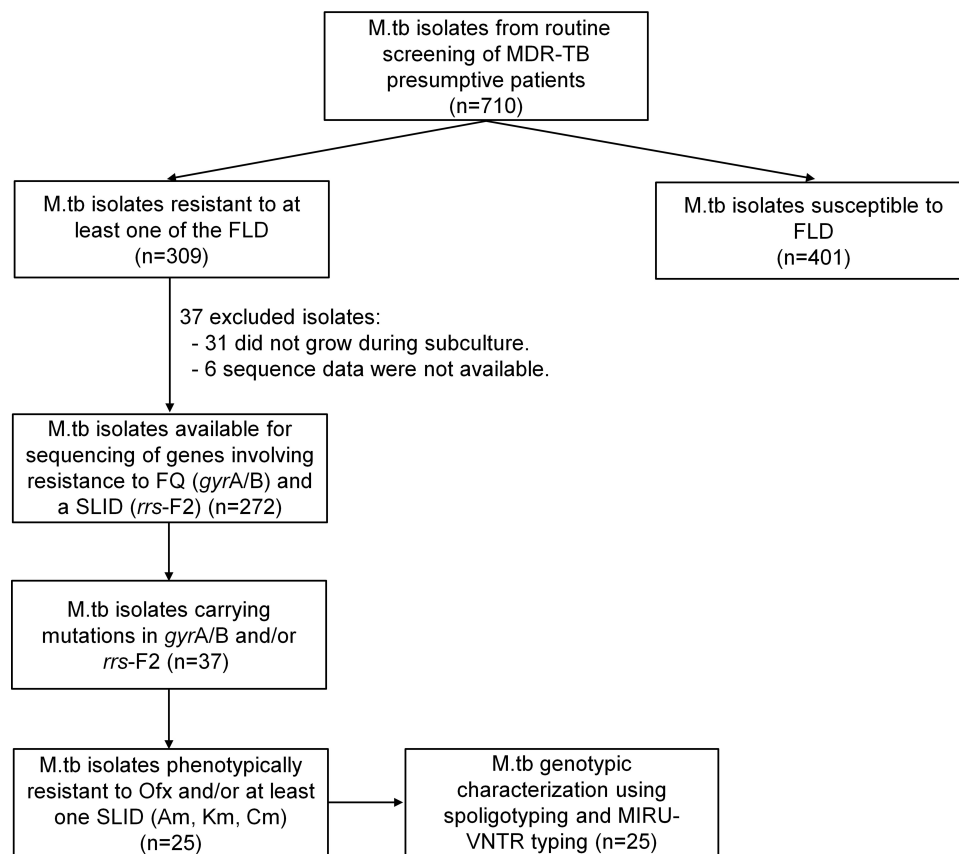 M.tb isolates from routine
screening of MDR-TB
presumptive patients
(n=710)
M.tb isolates resistant to at
least one of the FLD
(n=309)
M.tb isolates susceptible to
FLD
(n=401)
37 excluded isolates:
- 31 did not grow during subculture.
- 6 sequence data were not available.
M.tb isolates available for
sequencing of genes involving
resistance to FQ (gyrA/B) and
a SLID (rrs-F2) (n=272)
M.tb isolates carrying
mutations in gyrA/B and/or
rrs-F2 (n=37)
M.tb isolates phenotypically
resistant to Ofx and/or at least
one SLID (Am, Km, Cm)
(n=25)
M.tb genotypic
characterization using
spoligotyping and MIRU-
VNTR typing (n=25)